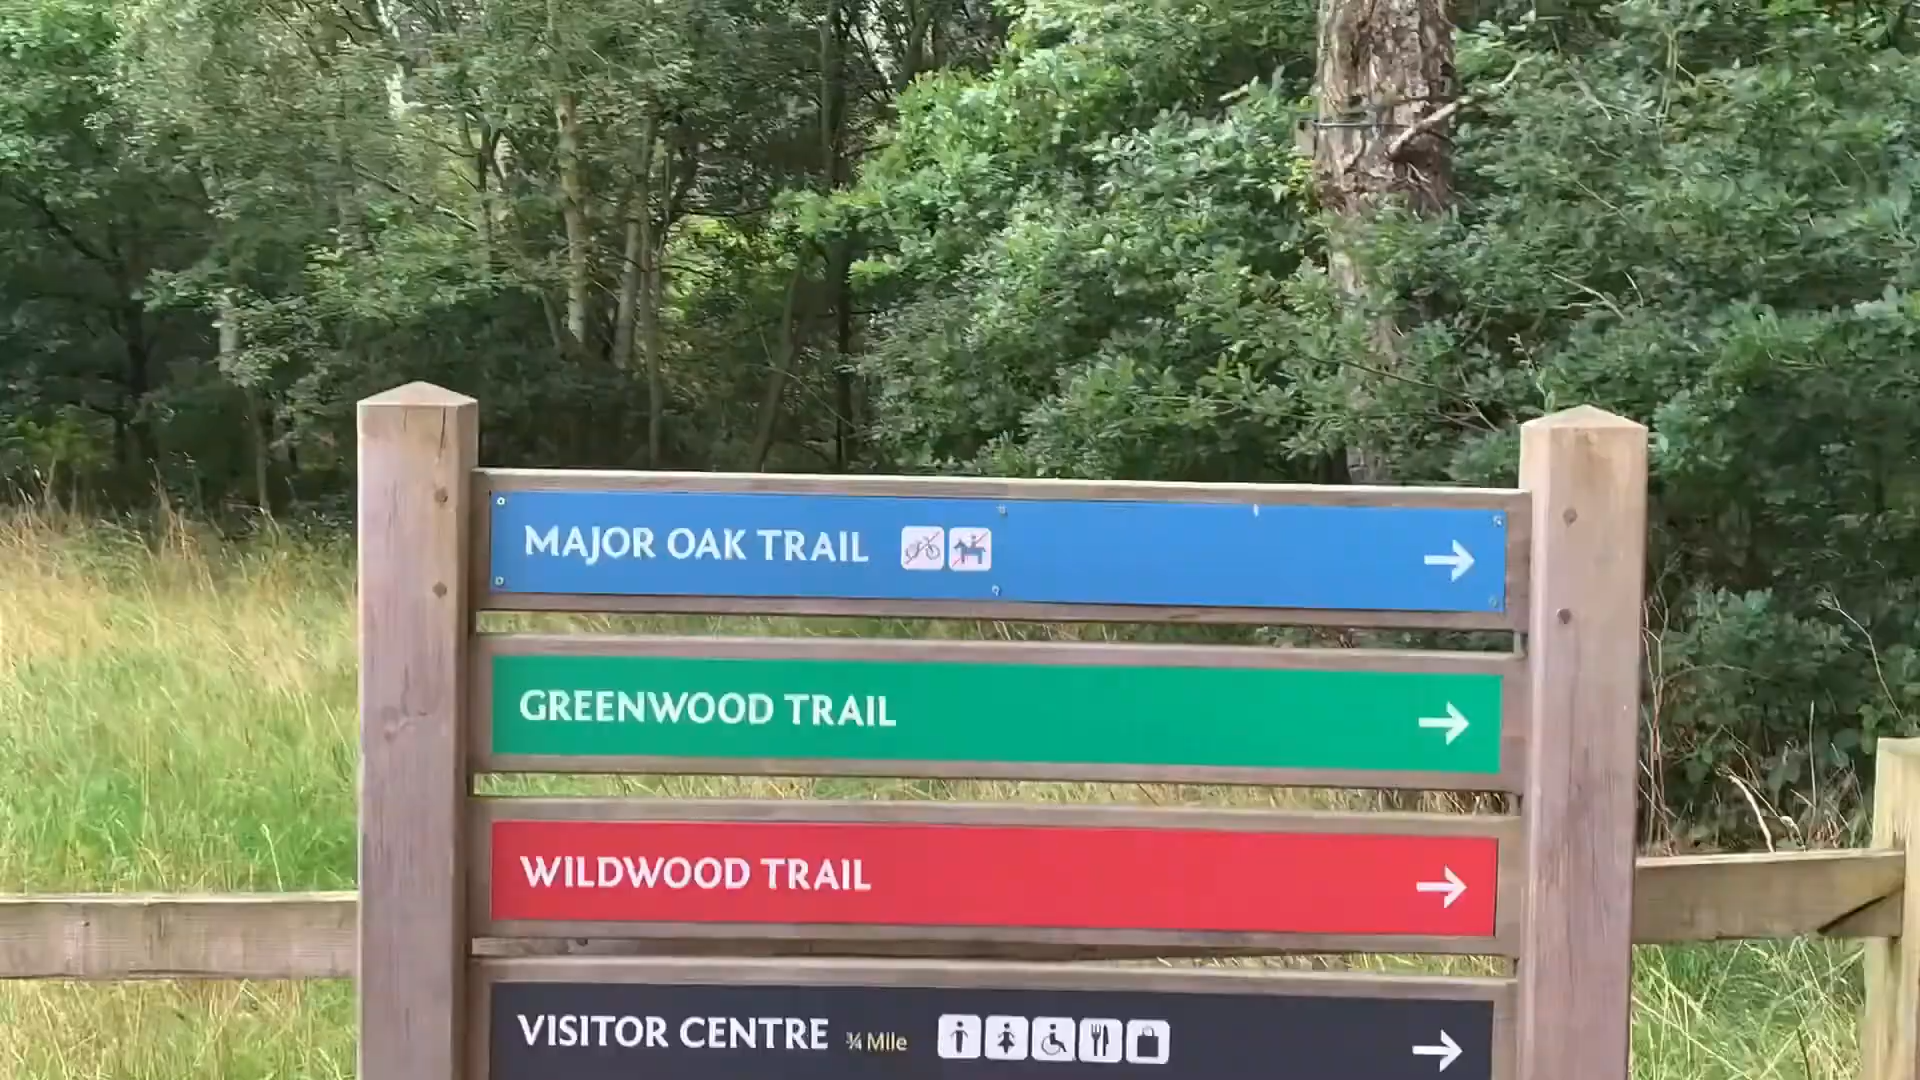 MAJOR OAK TRAIL
GREENWOOD TRAIL
WILDWOOD TRAIL
VISITOR CENTRE ¾ Mile